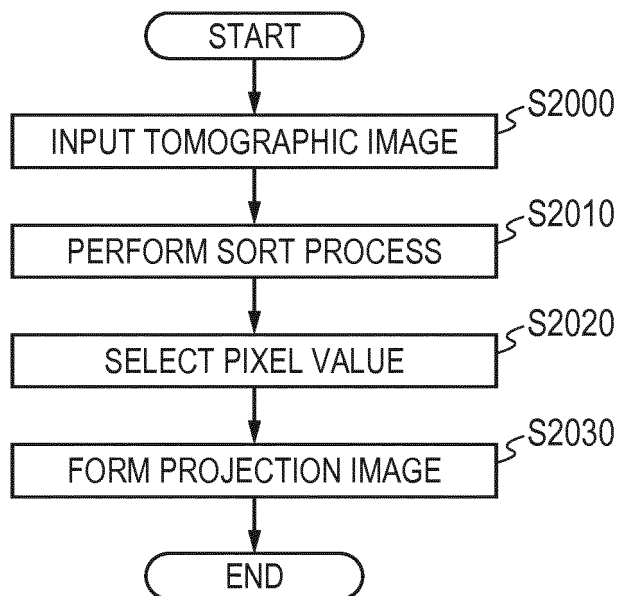 START
S2000
INPUT TOMOGRAPHIC IMAGE
S2010
PERFORM SORT PROCESS
S2020
SELECT PIXEL VALUE
S2030
FORM PROJECTION IMAGE
END